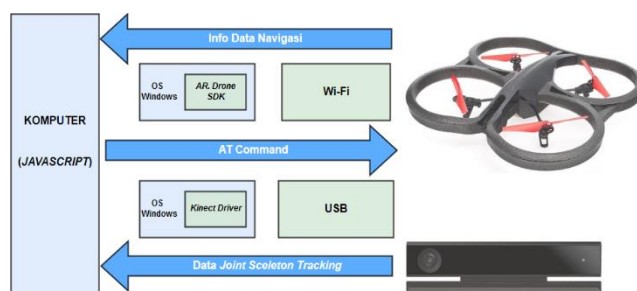 Info Data Navigasi
OS
Windows
AR. Drone
SDK
Wi-Fi
KOMPUTER
(JAVASCRIPT)
AT Command
OS
Windows
Kinect Driver
USB
Data Joint Sceleton Tracking